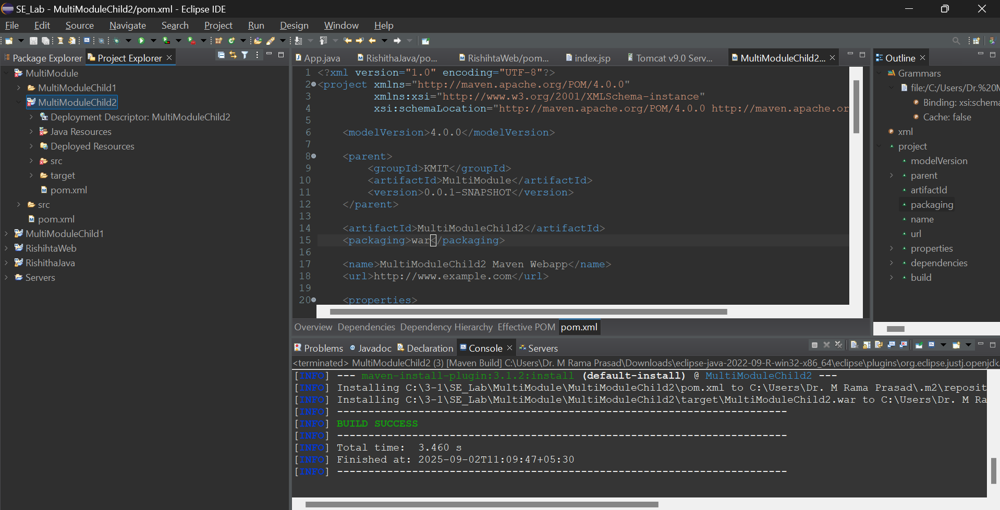 SE_Lab - MultiModuleChild2/pom.xml - Eclipse IDE
File Edit Source Navigate Search Project Run Design Window Help
Package Explorer Project Explorer
MultiModule
MultiModuleChild1
MultiModuleChild2
Deployment Descriptor: MultiModuleChild2
Java Resources
Deployed Resources
src
target
pom.xml
src
pom.xml
MultiModuleChild1
RishihtaWeb
RishithaJava
Servers
App.java RishithaJava/po... RishihtaWeb/pom... index.jsp Tomcat v9.0 Serv... MultiModuleChild2...
1 <?xml version="1.0" encoding="UTF-8"?>
2 <project xmlns="http://maven.apache.org/POM/4.0.0"
3 xmlns:xsi="http://www.w3.org/2001/XMLSchema-instance"
4 xsi:schemaLocation="http://maven.apache.org/POM/4.0.0 http://maven.apache.or
5
6 <modelVersion>4.0.0</modelVersion>
7
8 <parent>
9 <groupId>KMIT</groupId>
10 <artifactId>MultiModule</artifactId>
11 <version>0.0.1-SNAPSHOT</version>
12 </parent>
13
14 <artifactId>MultiModuleChild2</artifactId>
15 <packaging>war</packaging>
16
17 <name>MultiModuleChild2 Maven Webapp</name>
18 <url>http://www.example.com</url>
19
20 <properties>
Overview Dependencies Dependency Hierarchy Effective POM pom.xml
Outline
Grammars
file:/C:/Users/Dr.%20M
Binding: xsi:schema
Cache: false
xml
project
modelVersion
parent
artifactId
packaging
name
url
properties
dependencies
build
Problems Javadoc Declaration Console Servers
<terminated> MultiModuleChild2 (3) [Maven Build] C:\Users\Dr. M Rama Prasad\Downloads\eclipse-java-2022-09-R-win32-x86_64\eclipse\plugins\org.eclipse.justj.openjdk.
[INFO] --- maven-install-plugin:3.1.2:install (default-install) @ MultiModuleChild2 ---
[INFO] Installing C:\3-1\SE_Lab\MultiModule\MultiModuleChild2\pom.xml to C:\Users\Dr. M Rama Prasad\.m2\reposit
[INFO] Installing C:\3-1\SE_Lab\MultiModule\MultiModuleChild2\target\MultiModuleChild2.war to C:\Users\Dr. M Ra
[INFO] ------------------------------------------------------------------------
[INFO] BUILD SUCCESS
[INFO] ------------------------------------------------------------------------
[INFO] Total time:  3.460 s
[INFO] Finished at: 2025-09-02T11:09:47+05:30
[INFO] ------------------------------------------------------------------------